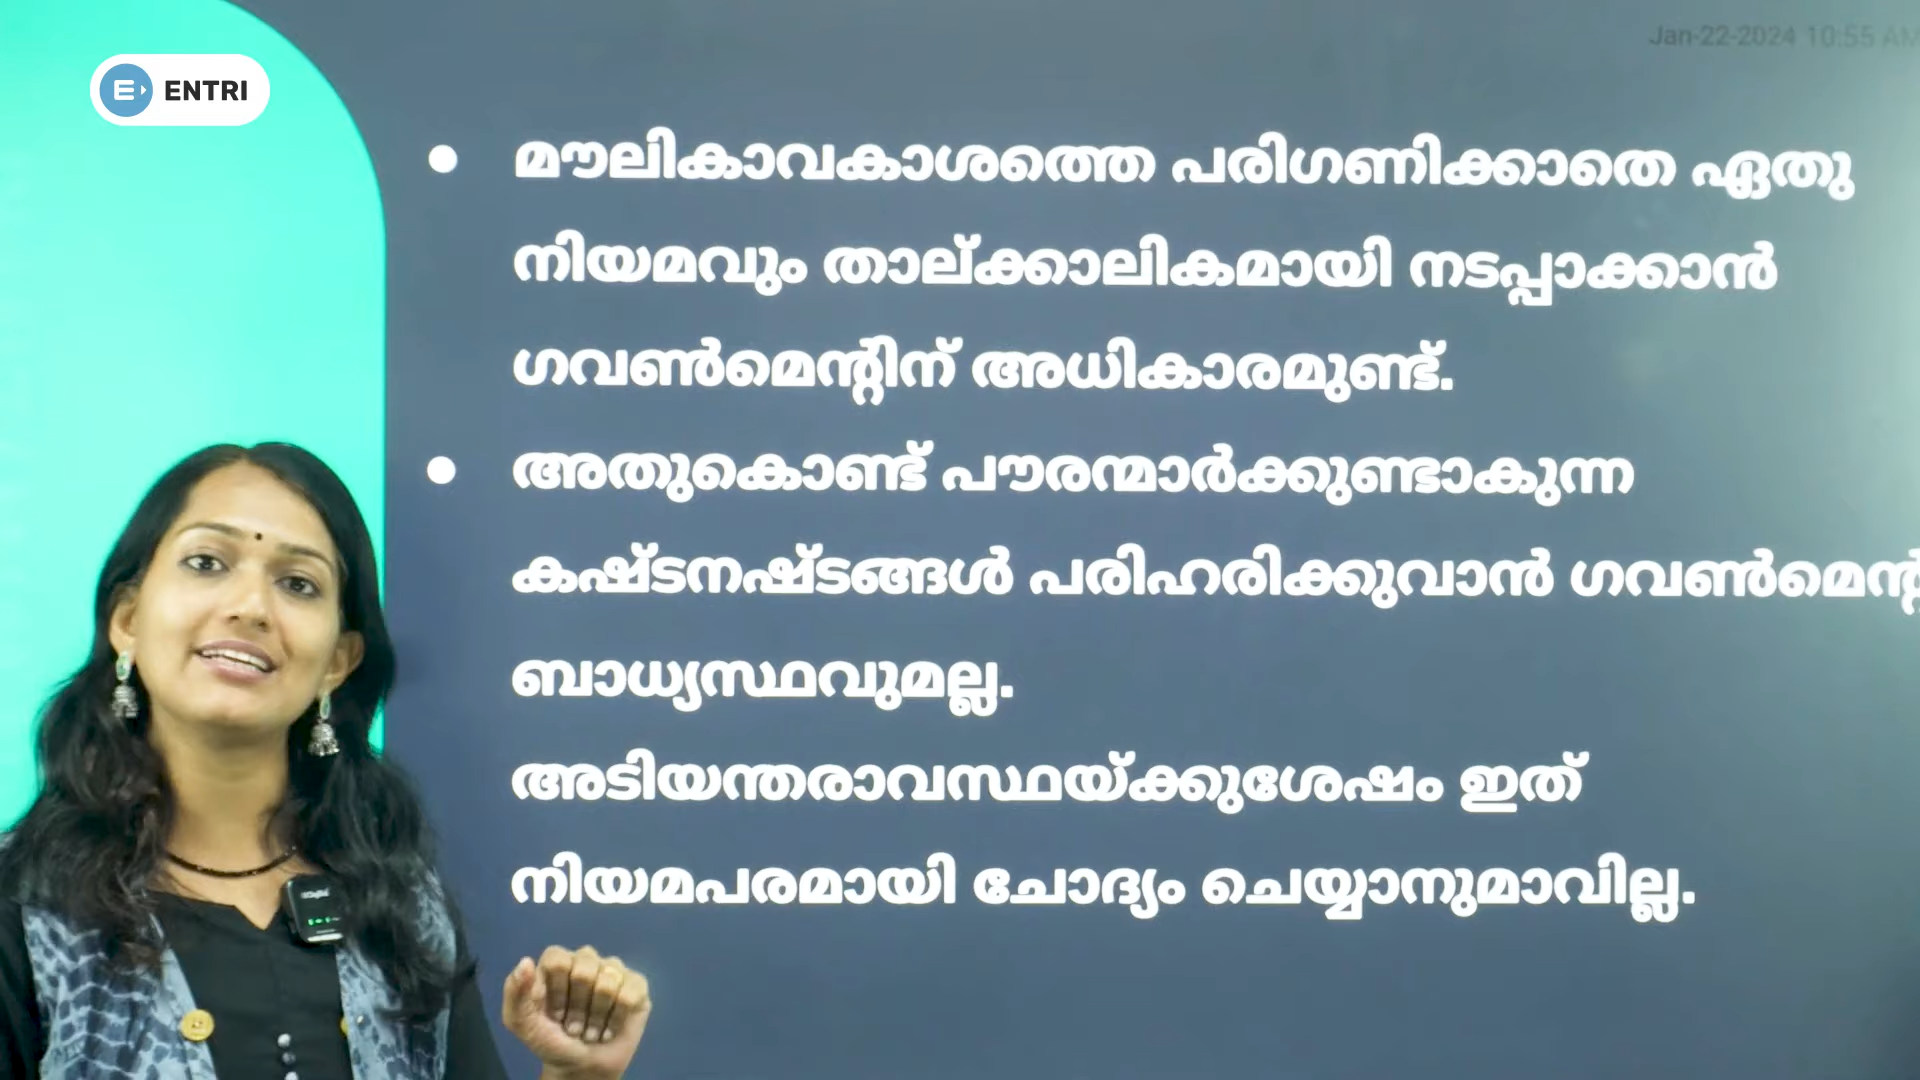 Jan-22-2024 10:55 AM
ENTRI
• മൗലികാവകാശത്തെ പരിഗണിക്കാതെ ഏതു
നിയമവും താല്ക്കാലികമായി നടപ്പാക്കാൻ
ഗവൺമെന്റിന് അധികാരമുണ്ട്.
• അതുകൊണ്ട് പൗരന്മാർക്കുണ്ടാകുന്ന
കഷ്ടനഷ്ടങ്ങൾ പരിഹരിക്കുവാൻ ഗവൺമെന്റ്
ബാധ്യസ്ഥവുമല്ല.
അടിയന്തരാവസ്ഥയ്ക്കുശേഷം ഇത്
നിയമപരമായി ചോദ്യം ചെയ്യാനുമാവില്ല.